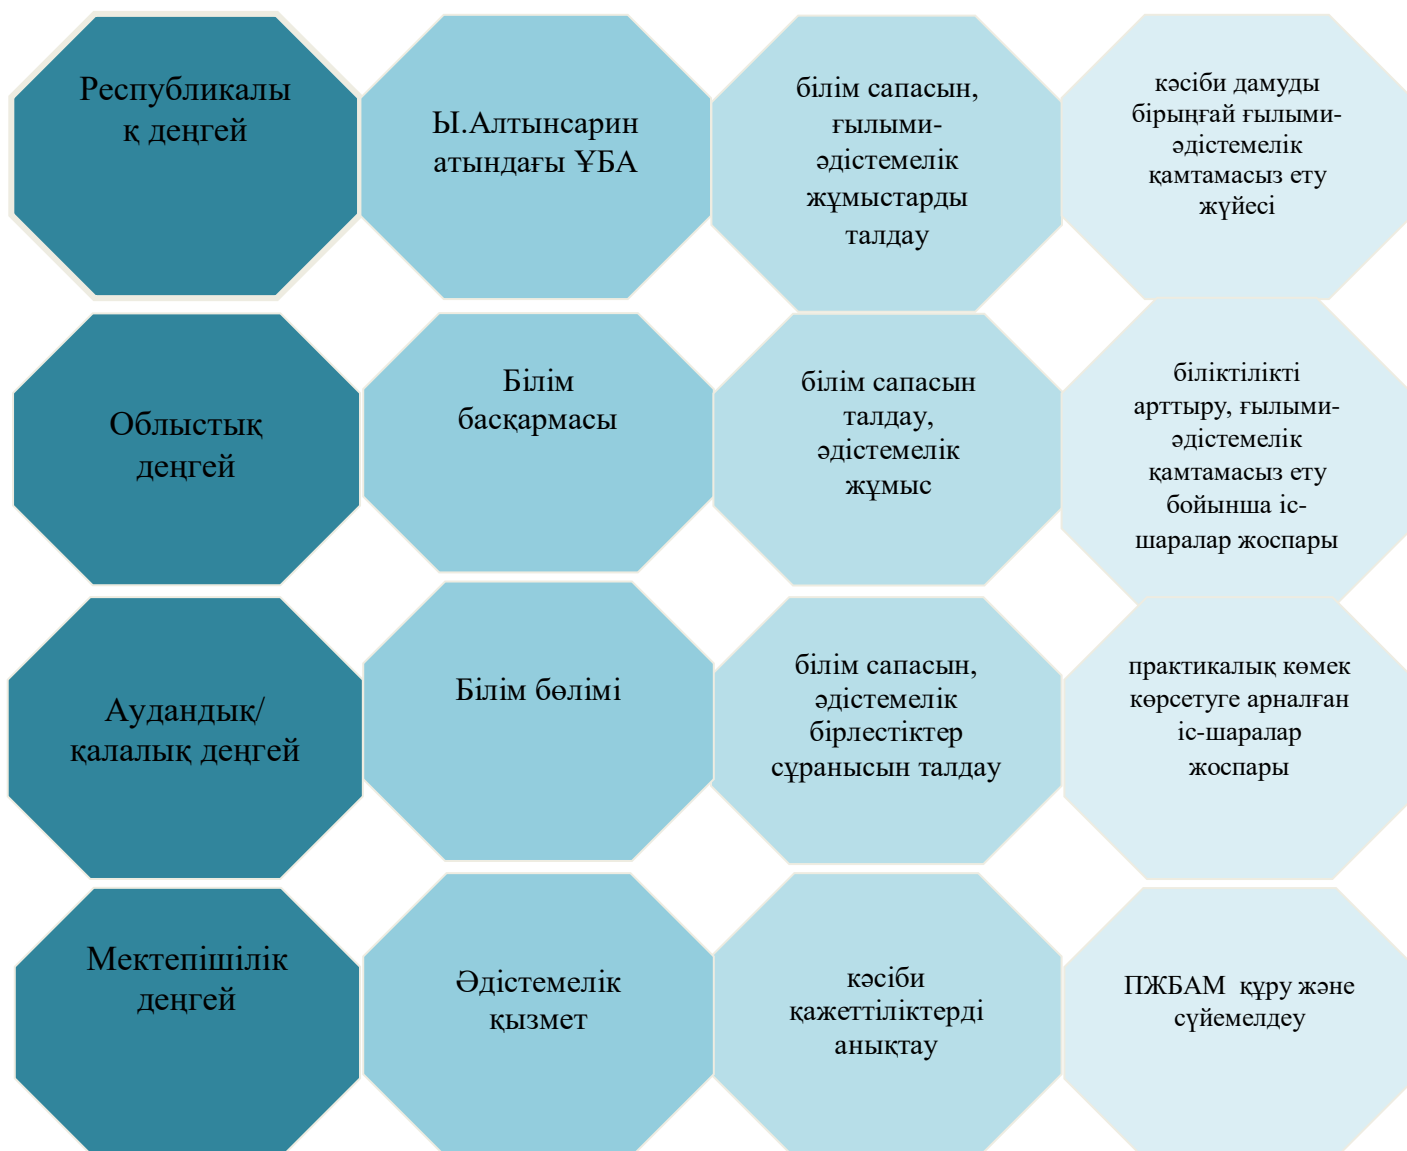 Республикалы
қ деңгей
Ы.Алтынсарин
атындағы ҰБА
білім сапасын,
ғылыми-
әдістемелік
жұмыстарды
талдау
кәсіби дамуды
бірыңғай ғылыми-
әдістемелік
қамтамасыз ету
жүйесі
Облыстық
деңгей
Білім
басқармасы
білім сапасын
талдау,
әдістемелік
жұмыс
біліктілікті
арттыру, ғылыми-
әдістемелік
қамтамасыз ету
бойынша іс-
шаралар жоспары
Аудандық/
қалалық деңгей
Білім бөлімі
білім сапасын,
әдістемелік
бірлестіктер
сұранысын талдау
практикалық көмек
көрсетуге арналған
іс-шаралар
жоспары
Мектепішілік
деңгей
Әдістемелік
қызмет
кәсіби
қажеттіліктерді
анықтау
ПЖБАМ  құру және
сүйемелдеу